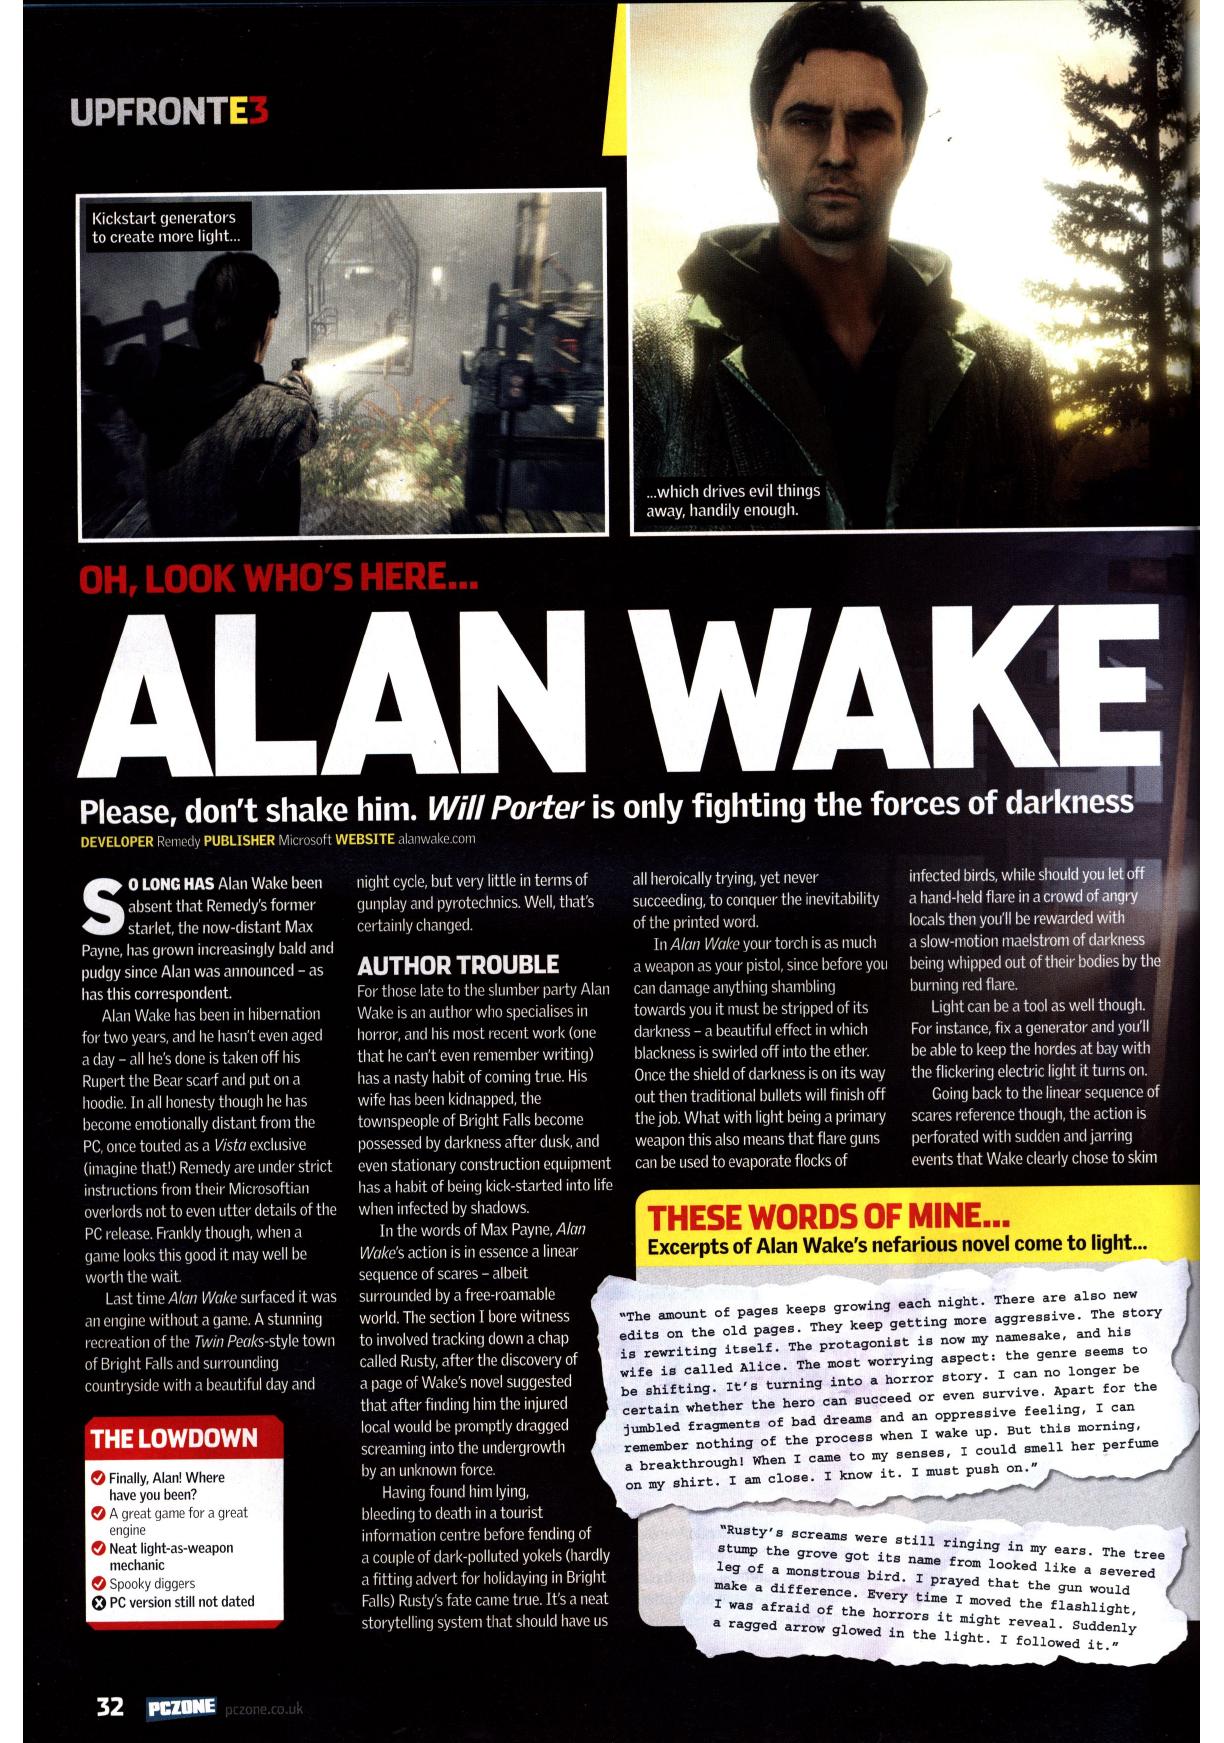 UPFRONTE3
Kickstart generators
to create more light...
...which drives evil things
away, handily enough.
OH, LOOK WHO'S HERE...
ALAN WAKE
Please, don't shake him. Will Porter is only fighting the forces of darkness
DEVELOPER Remedy PUBLISHER Microsoft WEBSITE alanwake.com
SO LONG HAS Alan Wake been
absent that Remedy's former
starlet, the now-distant Max
Payne, has grown increasingly bald and
pudgy since Alan was announced – as
has this correspondent.
Alan Wake has been in hibernation
for two years, and he hasn't even aged
a day – all he's done is taken off his
Rupert the Bear scarf and put on a
hoodie. In all honesty though he has
become emotionally distant from the
PC, once touted as a Vista exclusive
(imagine that!) Remedy are under strict
instructions from their Microsoftian
overlords not to even utter details of the
PC release. Frankly though, when a
game looks this good it may well be
worth the wait.
Last time Alan Wake surfaced it was
an engine without a game. A stunning
recreation of the Twin Peaks-style town
of Bright Falls and surrounding
countryside with a beautiful day and
THE LOWDOWN
Finally, Alan! Where
have you been?
A great game for a great
engine
Neat light-as-weapon
mechanic
Spooky diggers
PC version still not dated
night cycle, but very little in terms of
gunplay and pyrotechnics. Well, that's
certainly changed.
AUTHOR TROUBLE
For those late to the slumber party Alan
Wake is an author who specialises in
horror, and his most recent work (one
that he can't even remember writing)
has a nasty habit of coming true. His
wife has been kidnapped, the
townspeople of Bright Falls become
possessed by darkness after dusk, and
even stationary construction equipment
has a habit of being kick-started into life
when infected by shadows.
In the words of Max Payne, Alan
Wake's action is in essence a linear
sequence of scares – albeit
surrounded by a free-roamable
world. The section I bore witness
to involved tracking down a chap
called Rusty, after the discovery of
a page of Wake's novel suggested
that after finding him the injured
local would be promptly dragged
screaming into the undergrowth
by an unknown force.
Having found him lying,
bleeding to death in a tourist
information centre before fending of
a couple of dark-polluted yokels (hardly
a fitting advert for holidaying in Bright
Falls) Rusty's fate came true. It's a neat
storytelling system that should have us
all heroically trying, yet never
succeeding, to conquer the inevitability
of the printed word.
In Alan Wake your torch is as much
a weapon as your pistol, since before you
can damage anything shambling
towards you it must be stripped of its
darkness – a beautiful effect in which
blackness is swirled off into the ether.
Once the shield of darkness is on its way
out then traditional bullets will finish off
the job. What with light being a primary
weapon this also means that flare guns
can be used to evaporate flocks of
infected birds, while should you let off
a hand-held flare in a crowd of angry
locals then you'll be rewarded with
a slow-motion maelstrom of darkness
being whipped out of their bodies by the
burning red flare.
Light can be a tool as well though.
For instance, fix a generator and you'll
be able to keep the hordes at bay with
the flickering electric light it turns on.
Going back to the linear sequence of
scares reference though, the action is
perforated with sudden and jarring
events that Wake clearly chose to skim
THESE WORDS OF MINE...
Excerpts of Alan Wake's nefarious novel come to light...
"The amount of pages keeps growing each night. There are also new
edits on the old pages. They keep getting more aggressive. The story
is rewriting itself. The protagonist is now my namesake, and his
wife is called Alice. The most worrying aspect: the genre seems to
be shifting. It's turning into a horror story. I can no longer be
certain whether the hero can succeed or even survive. Apart for the
jumbled fragments of bad dreams and an oppressive feeling, I can
remember nothing of the process when I wake up. But this morning,
a breakthrough! When I came to my senses, I could smell her perfume
on my shirt. I am close. I know it. I must push on."
"Rusty's screams were still ringing in my ears. The tree
stump the grove got its name from looked like a severed
leg of a monstrous bird. I prayed that the gun would
make a difference. Every time I moved the flashlight,
I was afraid of the horrors it might reveal. Suddenly
a ragged arrow glowed in the light. I followed it."
32 PCZONE pczone.co.uk